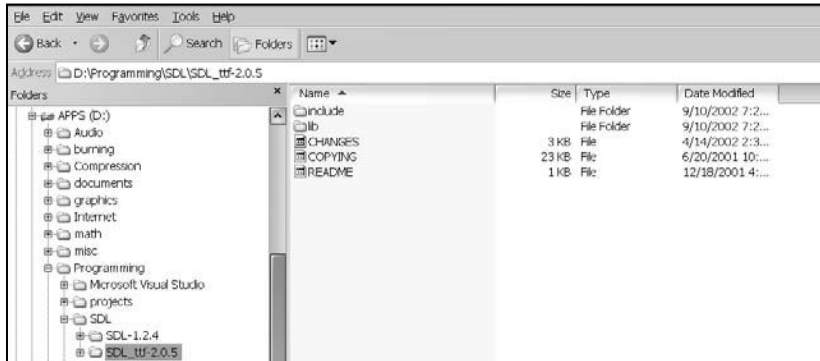 File Edit View Favorites Tools Help
Back Search Folders
Address D:\Programming\SDL\SDL_ttf-2.0.5
Folders
APPS (D:)
Audio
burning
Compression
documents
graphics
Internet
math
misc
Programming
Microsoft Visual Studio
projects
SDL
SDL-1.2.4
SDL_ttf-2.0.5
Name Size Type Date Modified
include File Folder 9/10/2002 7:2...
lib File Folder 9/10/2002 7:2...
CHANGES 3 KB File 4/14/2002 2:3...
COPYING 23 KB File 6/20/2001 10:...
README 1 KB File 12/18/2001 4:...